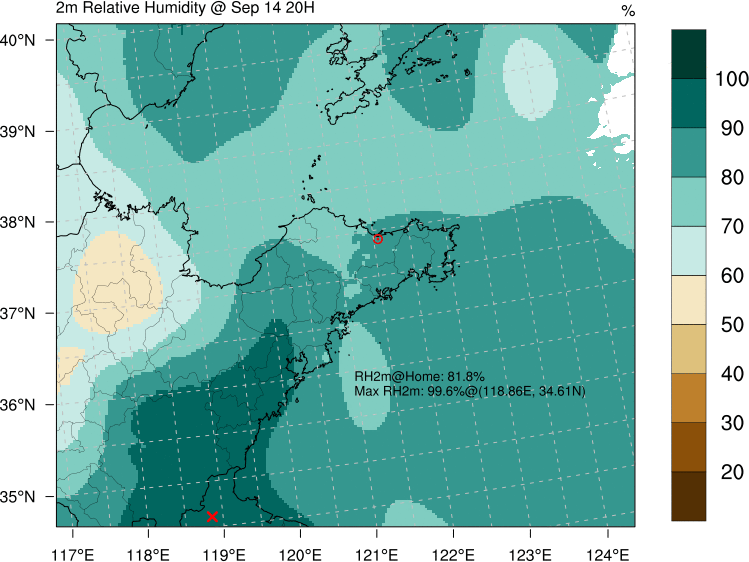 2m Relative Humidity @ Sep 14 20H
%
40°N
39°N
38°N
37°N
36°N
35°N
RH2m@Home: 81.8%
Max RH2m: 99.6%@(118.86E, 34.61N)
117°E 118°E 119°E 120°E 121°E 122°E 123°E 124°E
100
90
80
70
60
50
40
30
20